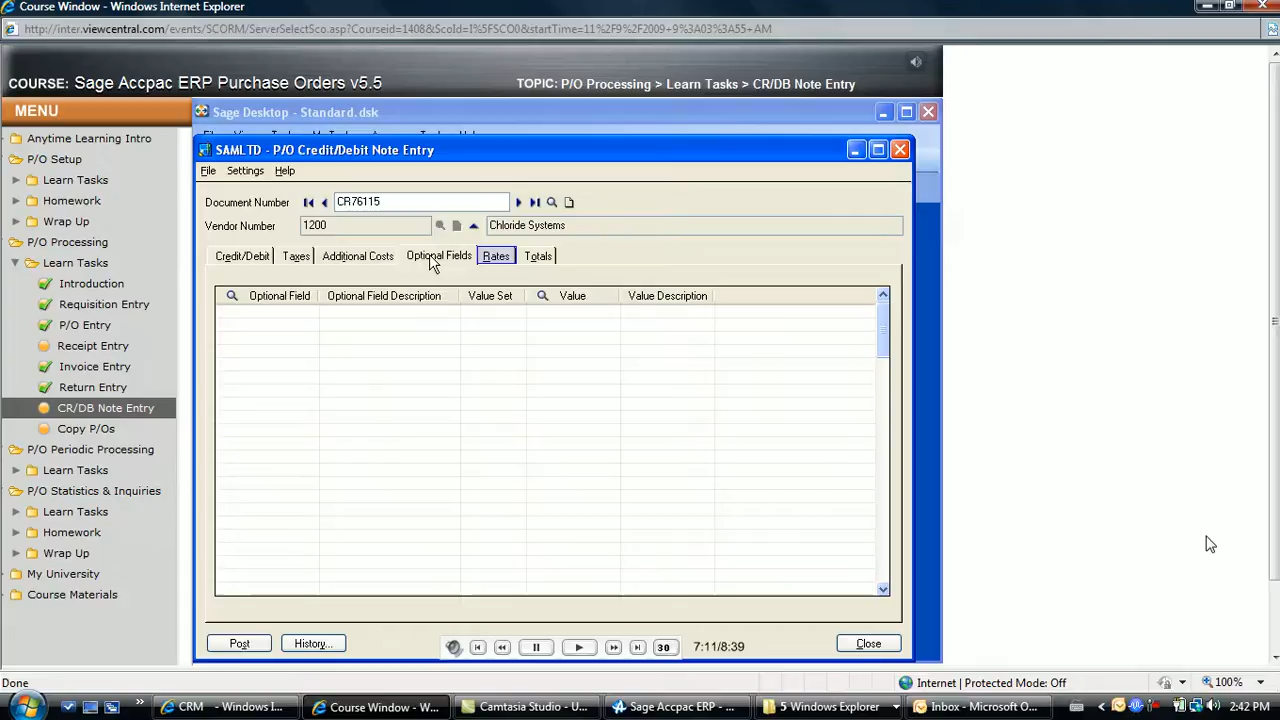 Course Window - Windows Internet Explorer
http://inter.viewcentral.com/events/SCORM/ServerSelectSco.asp?Courseid=1408&ScoId=I%5FSCO0&startTime=11%2F9%2F2009+9%3A03%3A55+AM
COURSE: Sage Accpac ERP Purchase Orders v5.5
TOPIC: P/O Processing > Learn Tasks > CR/DB Note Entry
MENU
Anytime Learning Intro
P/O Setup
Learn Tasks
Homework
Wrap Up
P/O Processing
Learn Tasks
Introduction
Requisition Entry
P/O Entry
Receipt Entry
Invoice Entry
Return Entry
CR/DB Note Entry
Copy P/Os
P/O Periodic Processing
Learn Tasks
P/O Statistics & Inquiries
Learn Tasks
Homework
Wrap Up
My University
Course Materials
Sage Desktop - Standard.dsk
SAMLTD - P/O Credit/Debit Note Entry
File Settings Help
Document Number CR76115
Vendor Number 1200 Chloride Systems
Credit/Debit Taxes Additional Costs Optional Fields Rates Totals
Optional Field Optional Field Description Value Set Value Value Description
Post History... 30 7:11/8:39 Close
Done Internet | Protected Mode: Off 100%
CRM - Windows I... Course Window - W... Camtasia Studio - U... Sage Accpac ERP - ... 5 Windows Explorer Inbox - Microsoft O... 2:42 PM